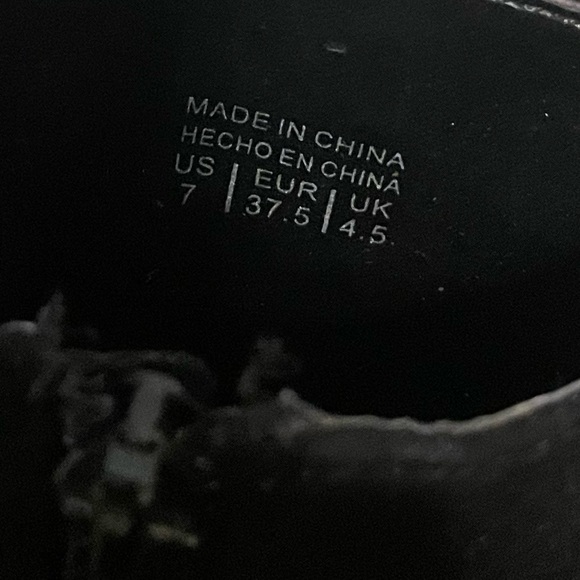 MADE IN CHINA
HECHO EN CHINA
US | EUR | UK
7 | 37.5 | 4.5